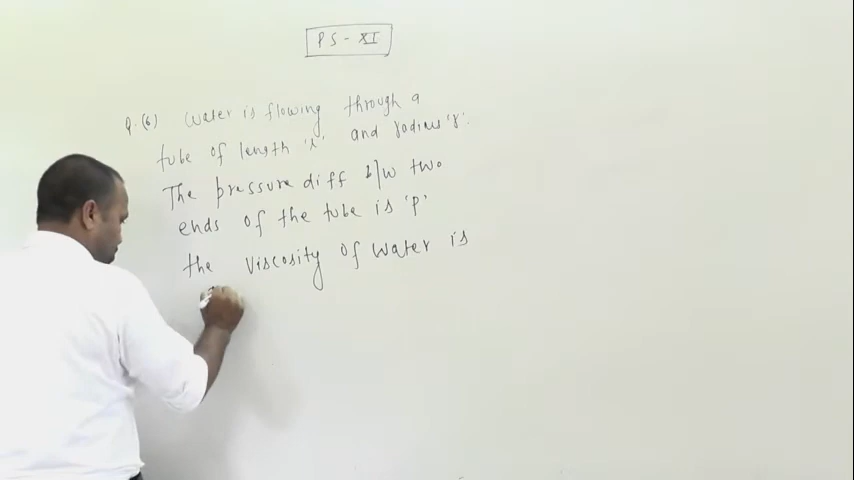 PS - XI
Q.(6) Water is flowing through a
tube of length 'l' and radius 'r'.
The pressure diff b/w two
ends of the tube is 'P'
the viscosity of water is